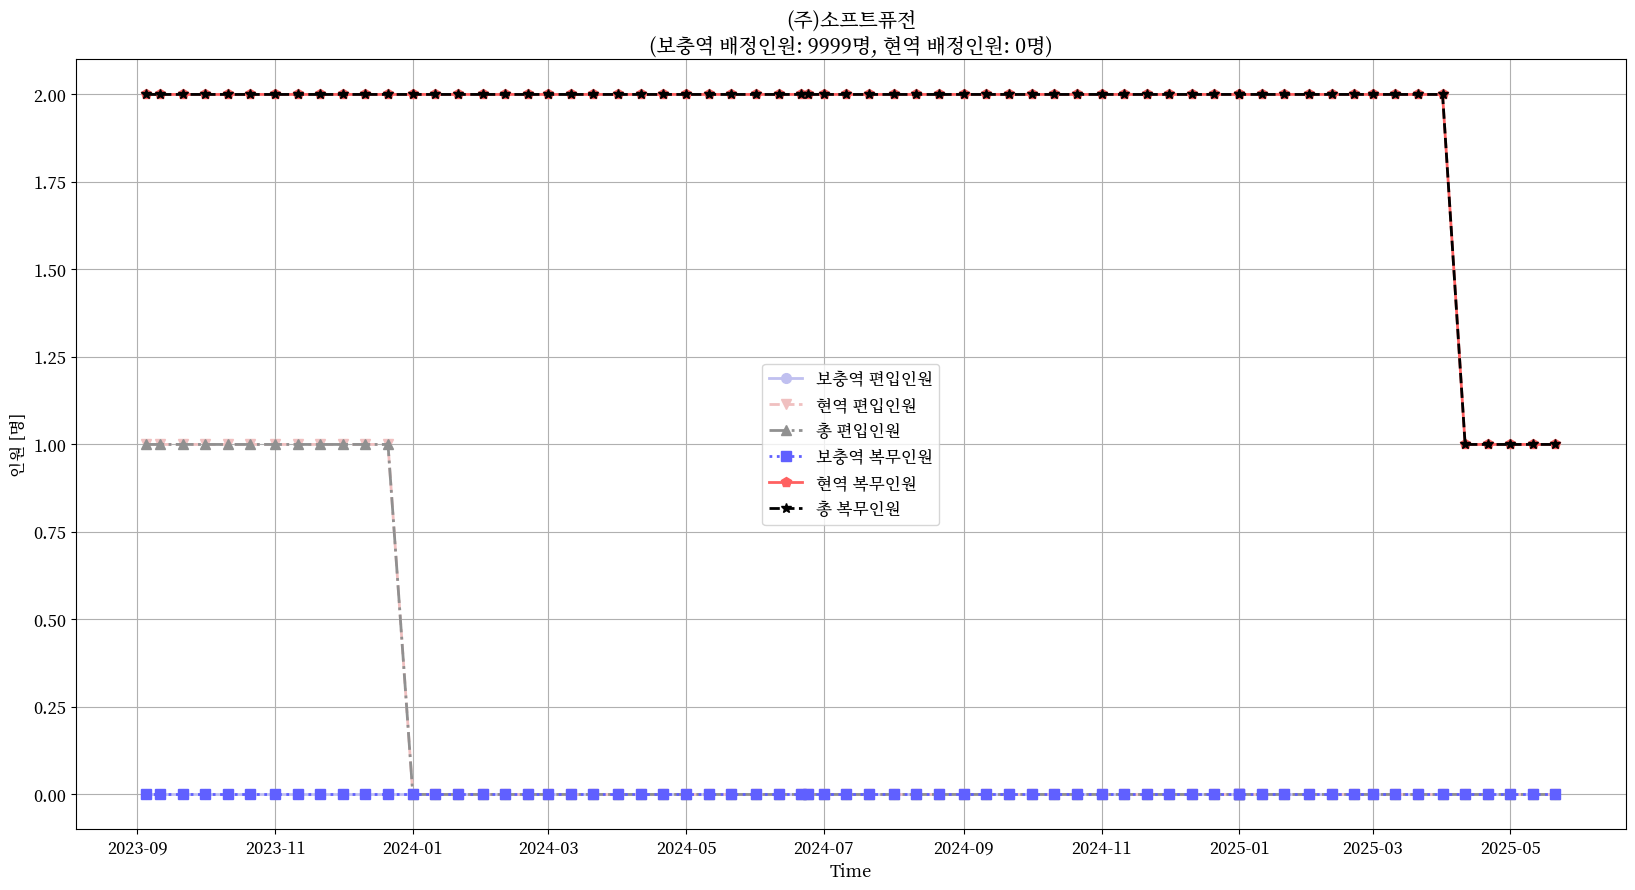 (주)소프트퓨전
(보충역 배정인원: 9999명, 현역 배정인원: 0명)
인원 [명]
2.00
1.75
1.50
1.25
1.00
0.75
0.50
0.25
0.00
보충역 편입인원
현역 편입인원
총 편입인원
보충역 복무인원
현역 복무인원
총 복무인원
2023-09 2023-11 2024-01 2024-03 2024-05 2024-07 2024-09 2024-11 2025-01 2025-03 2025-05
Time